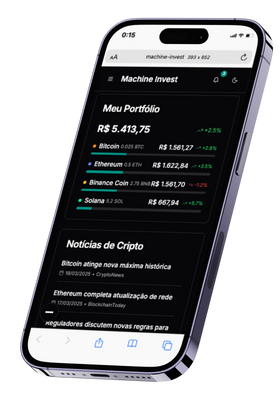 0:15
AA machine-invest 393 x 852
Machine Invest 3
Meu Portfólio
R$ 5.413,75 +2.5%
Bitcoin 0.025 BTC R$ 1.561,27 +2.8%
Ethereum 0.5 ETH R$ 1.622,84 +3.5%
Binance Coin 2.75 BNB R$ 1.561,70 -1.2%
Solana 5.2 SOL R$ 667,94 +5.7%
Notícias de Cripto
Bitcoin atinge nova máxima histórica
18/03/2025 • CryptoNews
Ethereum completa atualização de rede
17/03/2025 • BlockchainToday
Reguladores discutem novas regras para